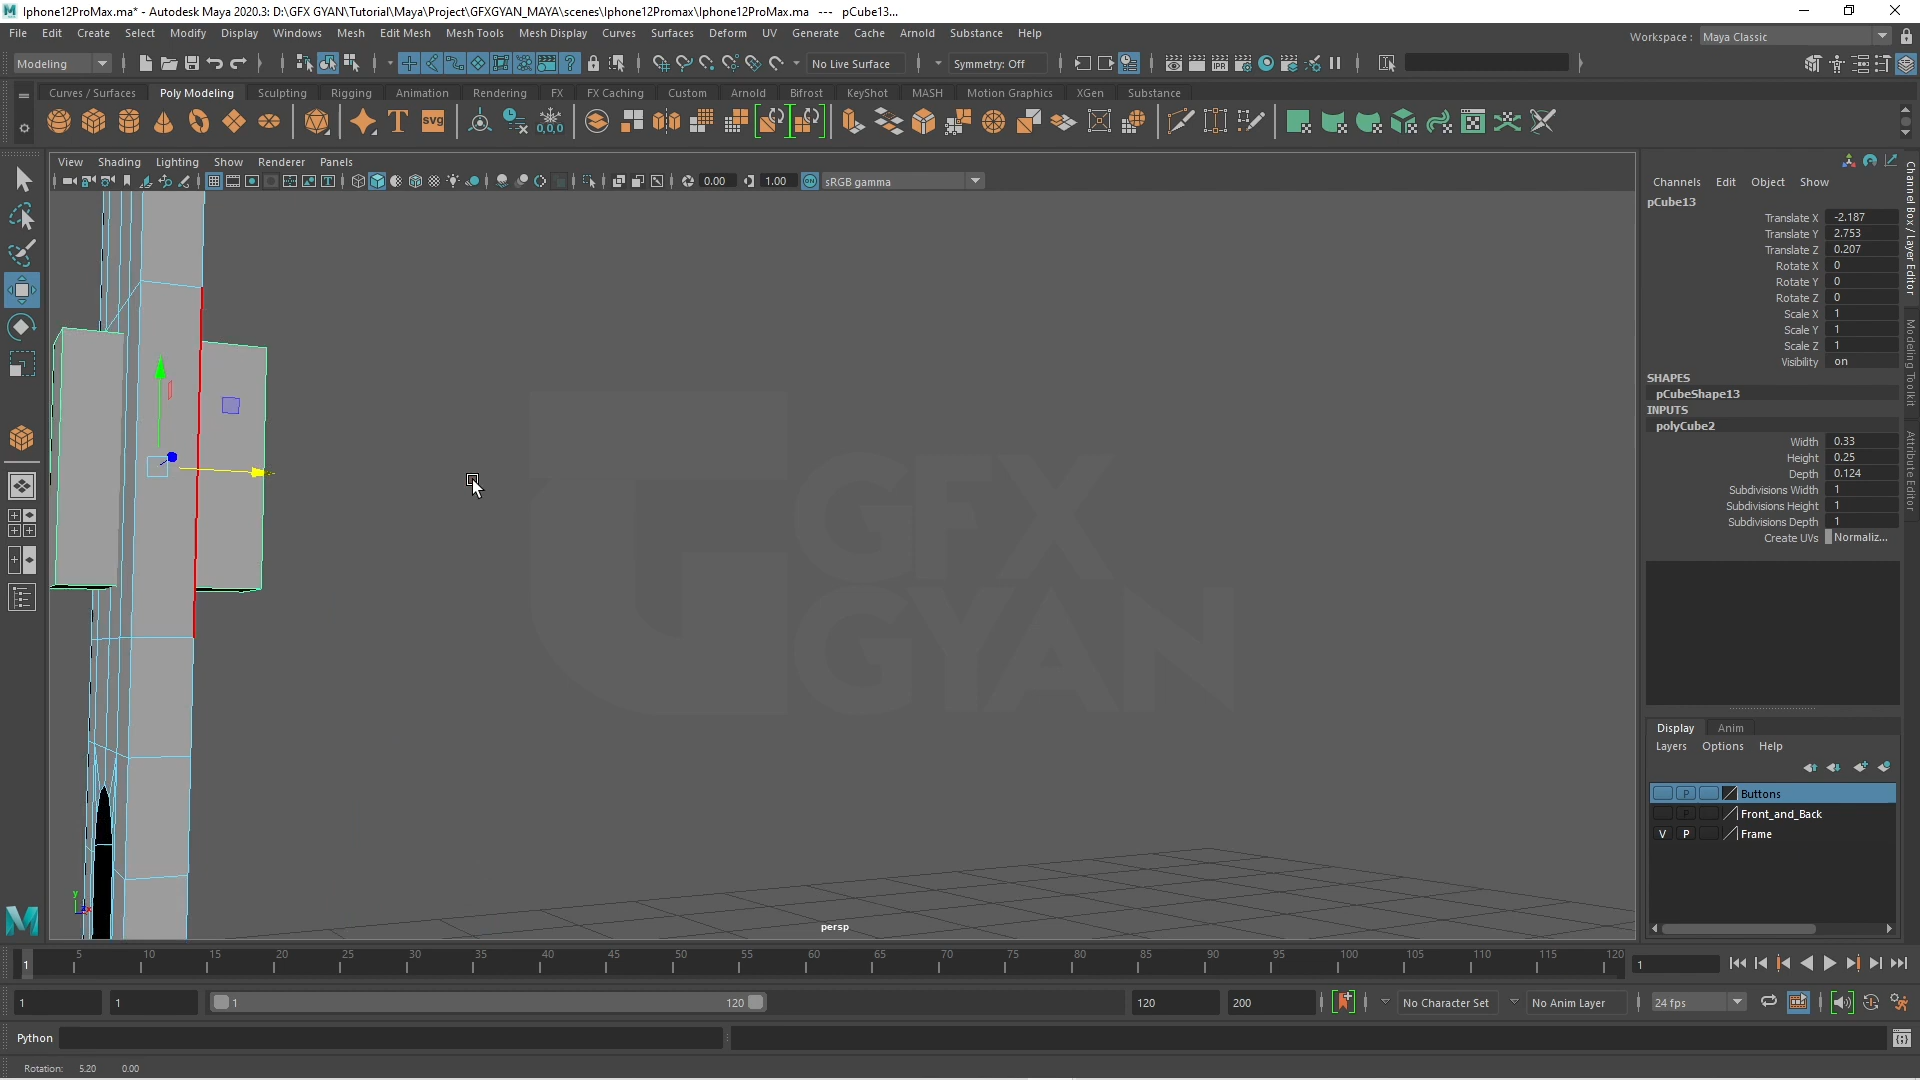 Iphone12ProMax.ma* - Autodesk Maya 2020.3: D:\GFX GYAN\Tutorial\Maya\Project\GFXGYAN_MAYA\scenes\Iphone12Promax\Iphone12ProMax.ma --- pCube13...
File Edit Create Select Modify Display Windows Mesh Edit Mesh Mesh Tools Mesh Display Curves Surfaces Deform UV Generate Cache Arnold Substance Help
Workspace : Maya Classic
Modeling No Live Surface Symmetry: Off
Curves / Surfaces Poly Modeling Sculpting Rigging Animation Rendering FX FX Caching Custom Arnold Bifrost KeyShot MASH Motion Graphics XGen Substance
View Shading Lighting Show Renderer Panels
0.00 1.00 sRGB gamma
Channels Edit Object Show
pCube13
Translate X -2.187
Translate Y 2.753
Translate Z 0.207
Rotate X 0
Rotate Y 0
Rotate Z 0
Scale X 1
Scale Y 1
Scale Z 1
Visibility on
SHAPES
pCubeShape13
INPUTS
polyCube2
Width 0.33
Height 0.25
Depth 0.124
Subdivisions Width 1
Subdivisions Height 1
Subdivisions Depth 1
Create UVs Normaliz...
Channel Box / Layer Editor
Modeling Toolkit
Attribute Editor
GFX
GYAN
Display Anim
Layers Options Help
P Buttons
P Front_and_Back
V P Frame
persp
1 5 10 15 20 25 30 35 40 45 50 55 60 65 70 75 80 85 90 95 100 105 110 115 120 1
1 1 1 120 120 200 No Character Set No Anim Layer 24 fps
Python
Rotation: 5.20 0.00